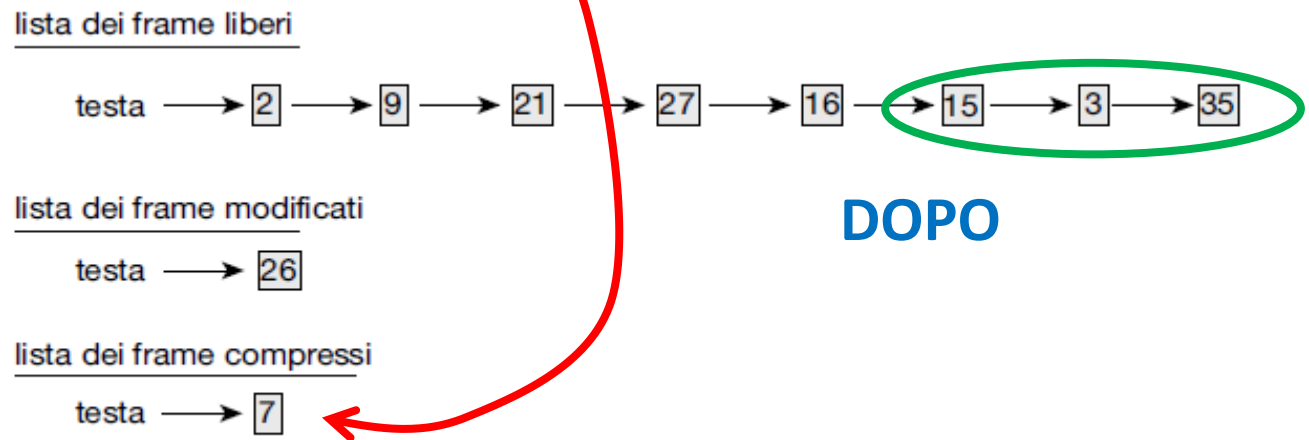 lista dei frame liberi
testa 2 9 21 27 16 15 3 35
lista dei frame modificati
DOPO
testa 26
lista dei frame compressi
testa 7